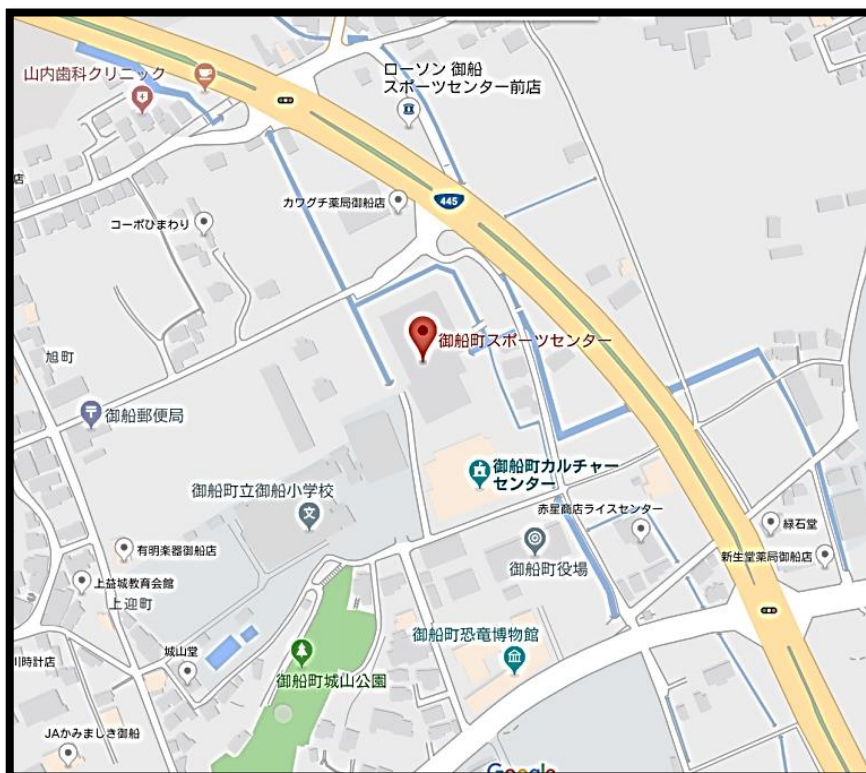 山内歯科クリニック
ローソン 御船
スポーツセンター前店
店
カワグチ薬局御船店
445
コーポひまわり
御船町スポーツセンター
旭町
御船郵便局
御船町カルチャー
センター
御船町立御船小学校
赤星商店ライスセンター
緑石堂
有明楽器御船店
新生堂薬局御船店
御船町役場
上益城教育会館
上迎町
御船町恐竜博物館
城山堂
川時計店
御船町城山公園
JAかみましき御船
Google